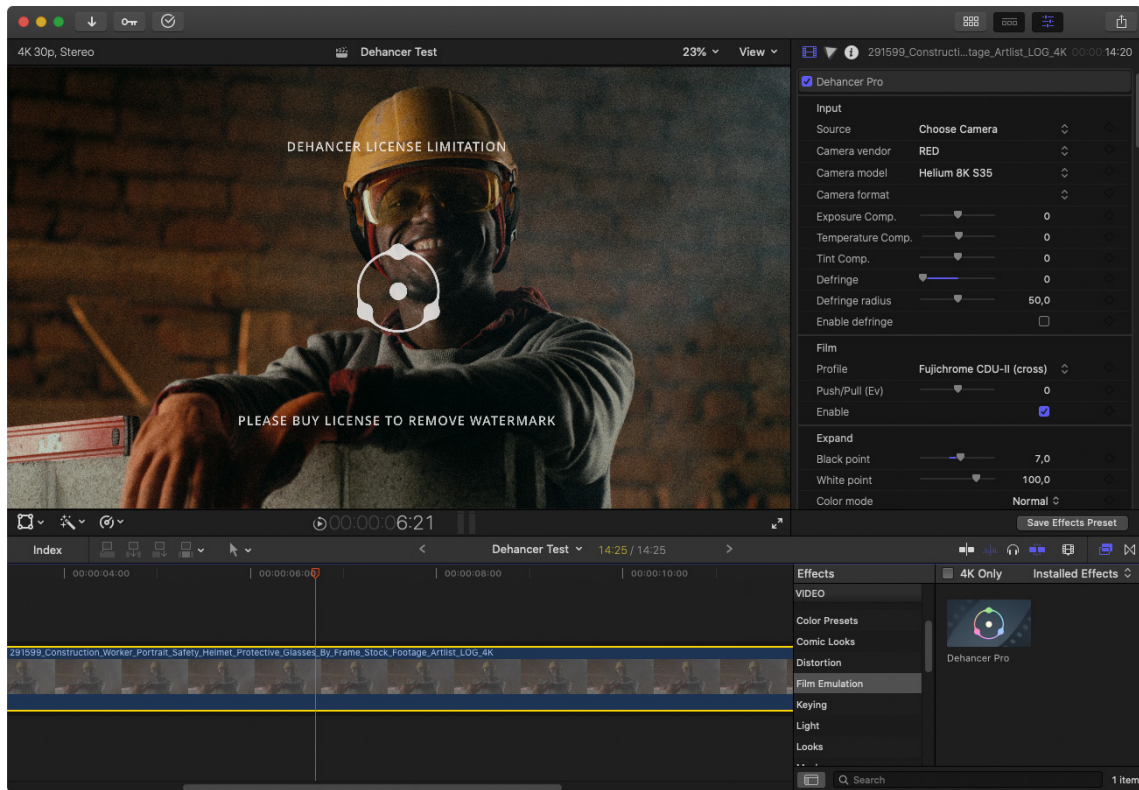 4K 30p, Stereo
Dehancer Test
23%
View
291599_Constructi...tage_Artlist_LOG_4K 00:00:14:20
DEHANCER LICENSE LIMITATION
PLEASE BUY LICENSE TO REMOVE WATERMARK
Dehancer Pro
Input
Source Choose Camera
Camera vendor RED
Camera model Helium 8K S35
Camera format
Exposure Comp. 0
Temperature Comp. 0
Tint Comp. 0
Defringe 0
Defringe radius 50,0
Enable defringe
Film
Profile Fujichrome CDU-II (cross)
Push/Pull (Ev) 0
Enable
Expand
Black point 7,0
White point 100,0
Color mode Normal
00:00:06:21
Save Effects Preset
Index
Dehancer Test 14:25 / 14:25
00:00:04:00 00:00:06:00 00:00:08:00 00:00:10:00
291599_Construction_Worker_Portrait_Safety_Helmet_Protective_Glasses_By_Frame_Stock_Footage_Artlist_LOG_4K
Effects
4K Only
Installed Effects
VIDEO
Color Presets
Comic Looks
Distortion
Film Emulation
Keying
Light
Looks
Dehancer Pro
Search
1 item